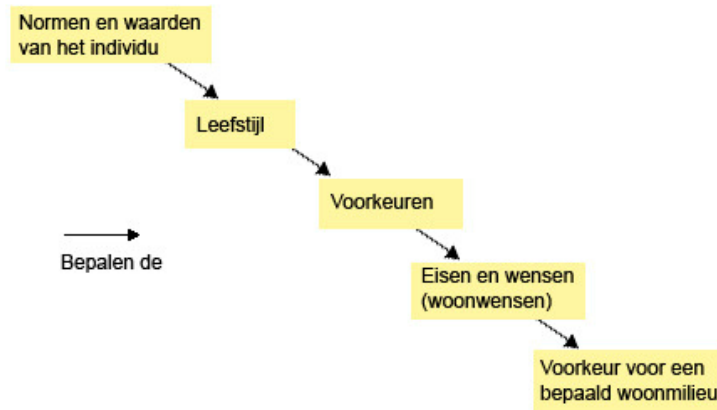 Normen en waarden
van het individu
Leefstijl
Voorkeuren
Bepalen de
Eisen en wensen
(woonwensen)
Voorkeur voor een
bepaald woonmilieu